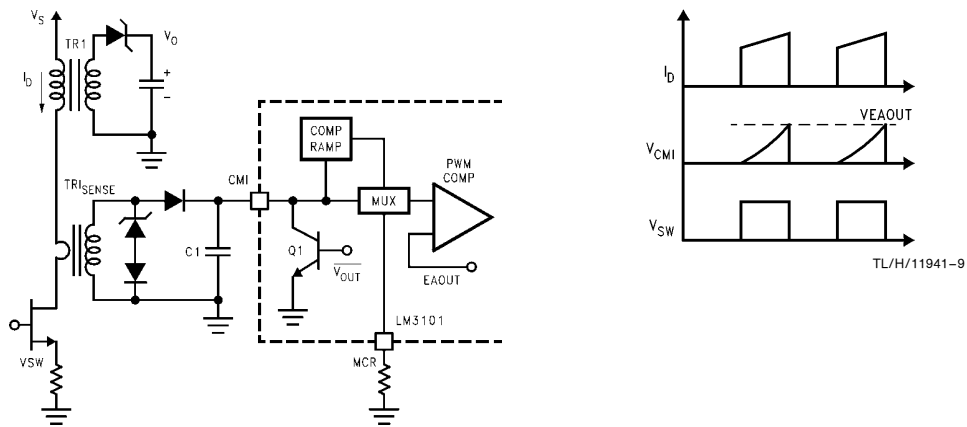 VS
TR1
VO
ID
+
−
COMP
RAMP
PWM
COMP
TRISENSE
CMI
MUX
C1
Q1
VOUT
EAOUT
LM3101
VSW
MCR
ID
VEAOUT
VCMI
VSW
TL/H/11941–9